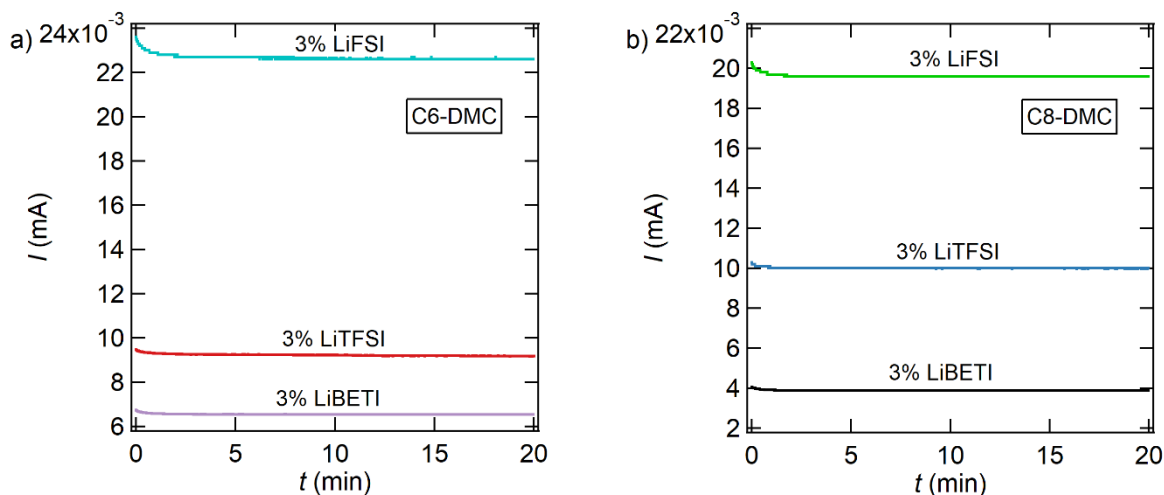 a) 24x10⁻³
3% LiFSI
22
C6-DMC
20
18
16
I (mA)
14
12
3% LiTFSI
10
8
3% LiBETI
6
0 5 10 15 20
t (min)
b) 22x10⁻³
3% LiFSI
20
C8-DMC
18
16
14
I (mA)
12
3% LiTFSI
10
8
6
3% LiBETI
4
2
0 5 10 15 20
t (min)